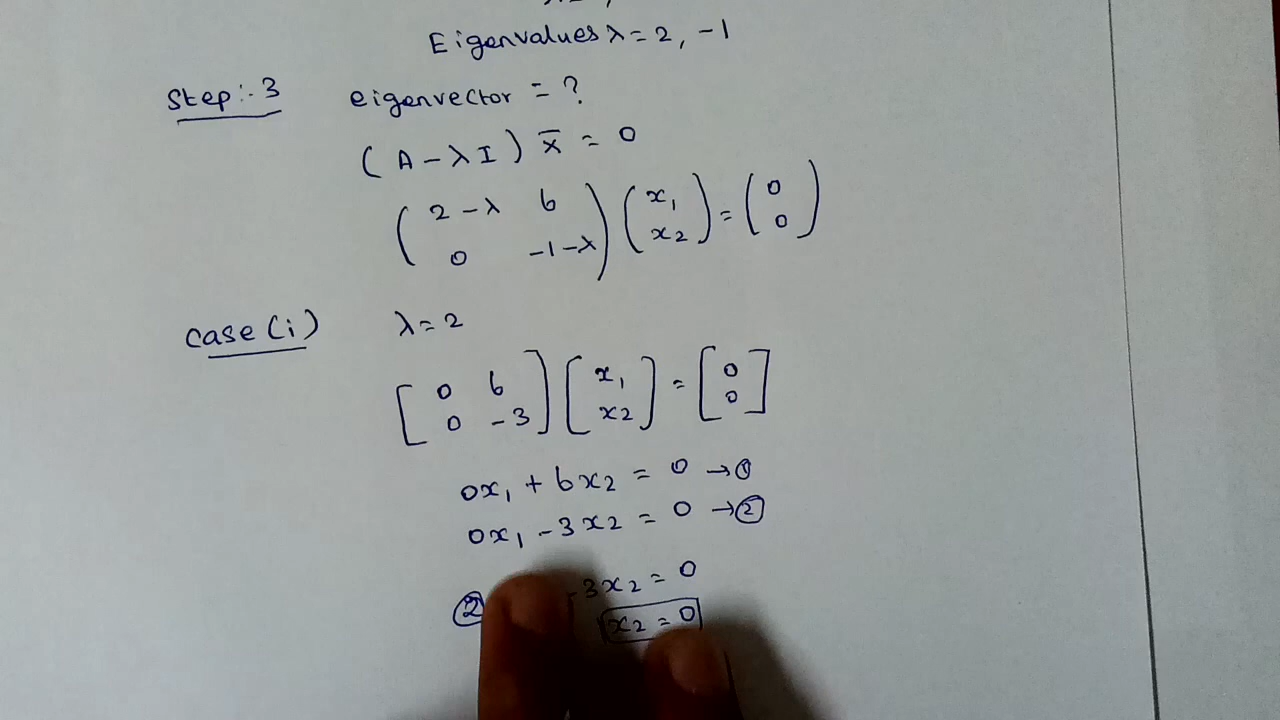 Eigenvalues λ = 2, -1
Step:- 3 eigenvector = ?
(A - λI) x̄ = 0
( 2-λ 6 ) ( x₁ ) = ( 0 )
( 0 -1-λ ) ( x₂ ) ( 0 )
case (i) λ = 2
[ 0 6 ] [ x₁ ] = [ 0 ]
[ 0 -3 ] [ x2 ] [ 0 ]
0x₁ + 6x₂ = 0 → ①
0x₁ - 3x₂ = 0 → ②
② -3x₂ = 0
x₂ = 0